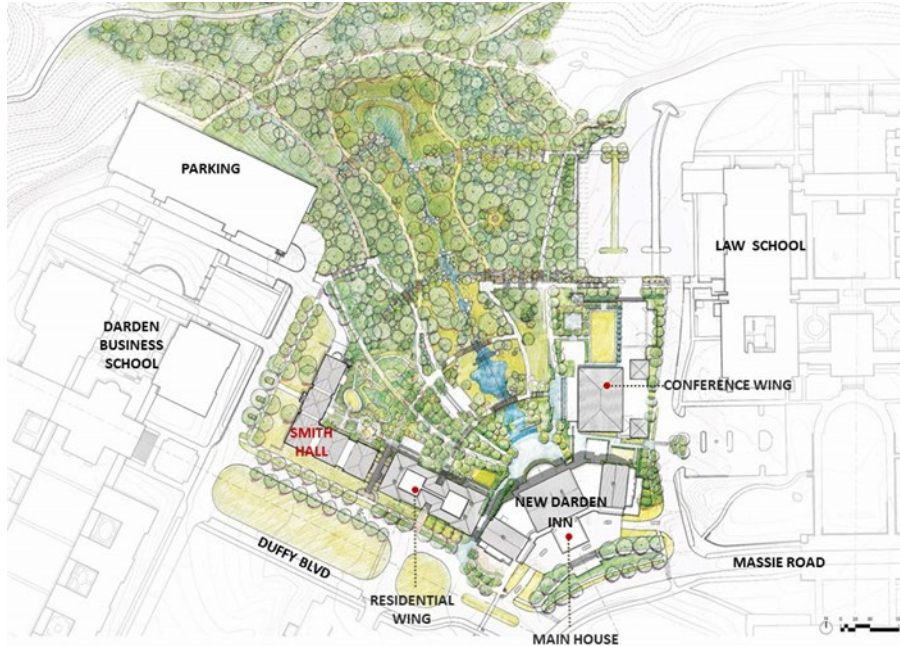 PARKING
LAW SCHOOL
DARDEN
BUSINESS
SCHOOL
CONFERENCE WING
SMITH
HALL
NEW DARDEN
INN
DUFFY BLVD
MASSIE ROAD
RESIDENTIAL
WING
MAIN HOUSE